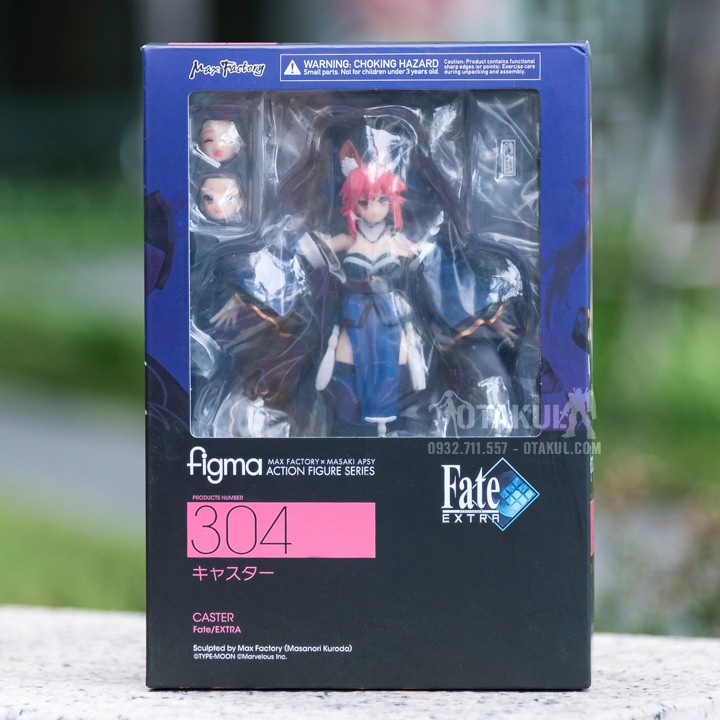 Max Factory
WARNING: CHOKING HAZARD
Small parts. Not for children under 3 years old.
Caution: Product contains functional
sharp edges (or points). Exercise care
during unpacking and assembly.
OTAKUL
0932.711.557 - OTAKUL.COM
figma
MAX FACTORY × MASAKI APSY
ACTION FIGURE SERIES
Fate
EXTRA
PRODUCTS NUMBER
304
キャスター
CASTER
Fate/EXTRA
Sculpted by Max Factory (Masanori Kuroda)
©TYPE-MOON ©Marvelous Inc.